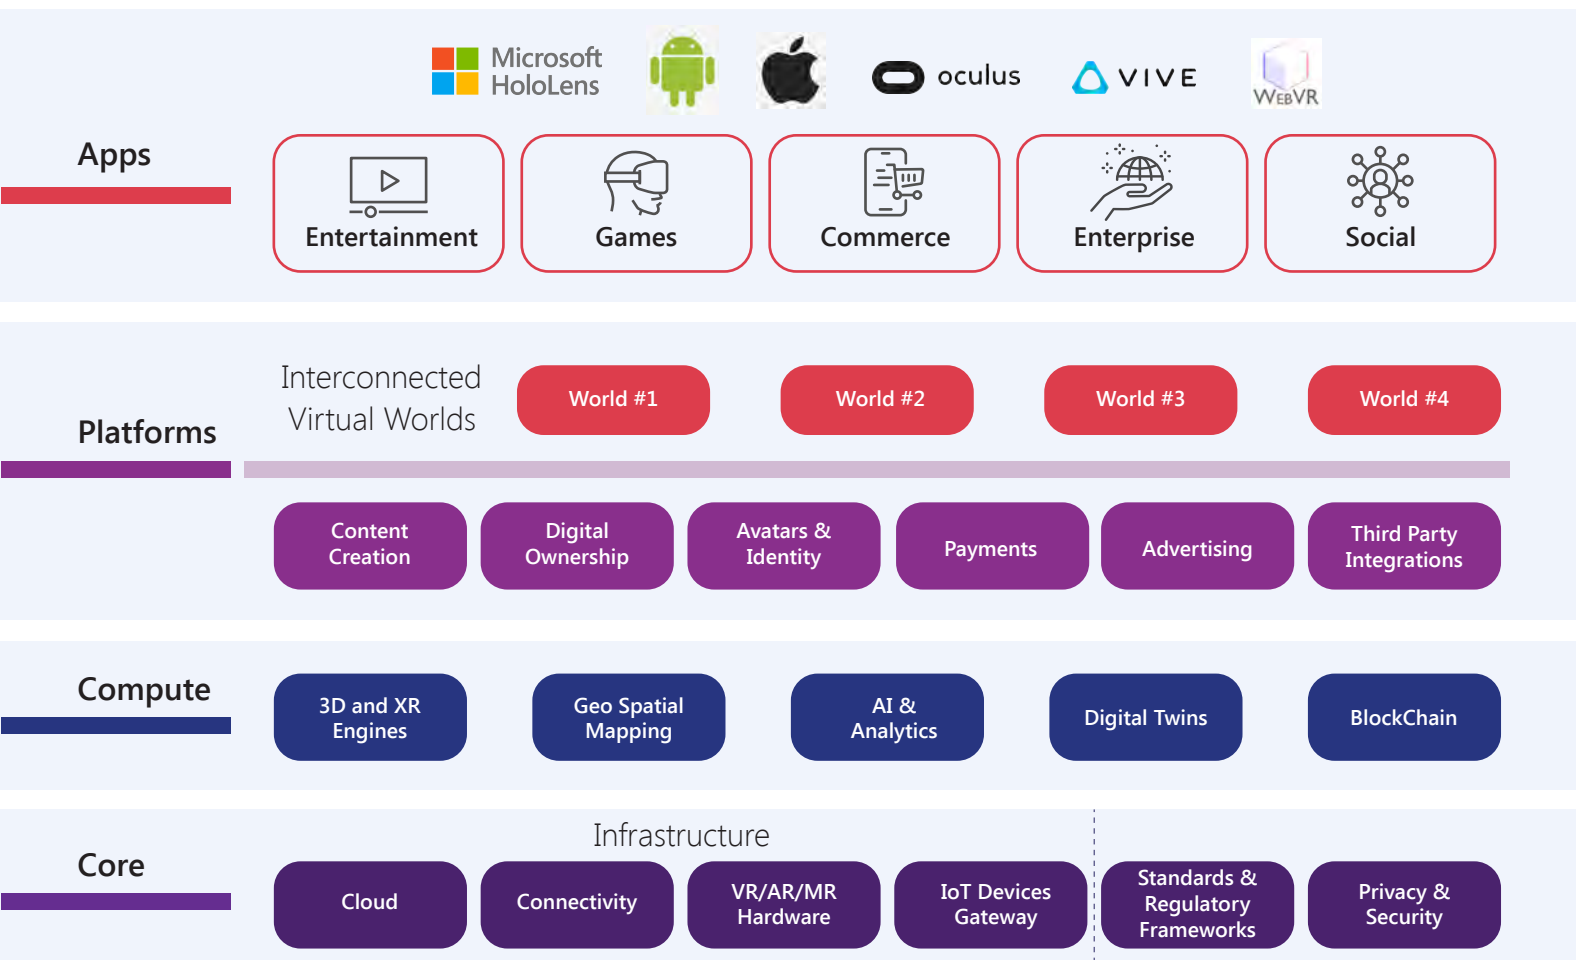 Microsoft
HoloLens
oculus
VIVE
WEBVR
Apps
Entertainment
Games
Commerce
Enterprise
Social
Interconnected
Virtual Worlds
World #1
World #2
World #3
World #4
Platforms
Content
Creation
Digital
Ownership
Avatars &
Identity
Payments
Advertising
Third Party
Integrations
Compute
3D and XR
Engines
Geo Spatial
Mapping
AI &
Analytics
Digital Twins
BlockChain
Infrastructure
Core
Cloud
Connectivity
VR/AR/MR
Hardware
IoT Devices
Gateway
Standards &
Regulatory
Frameworks
Privacy &
Security